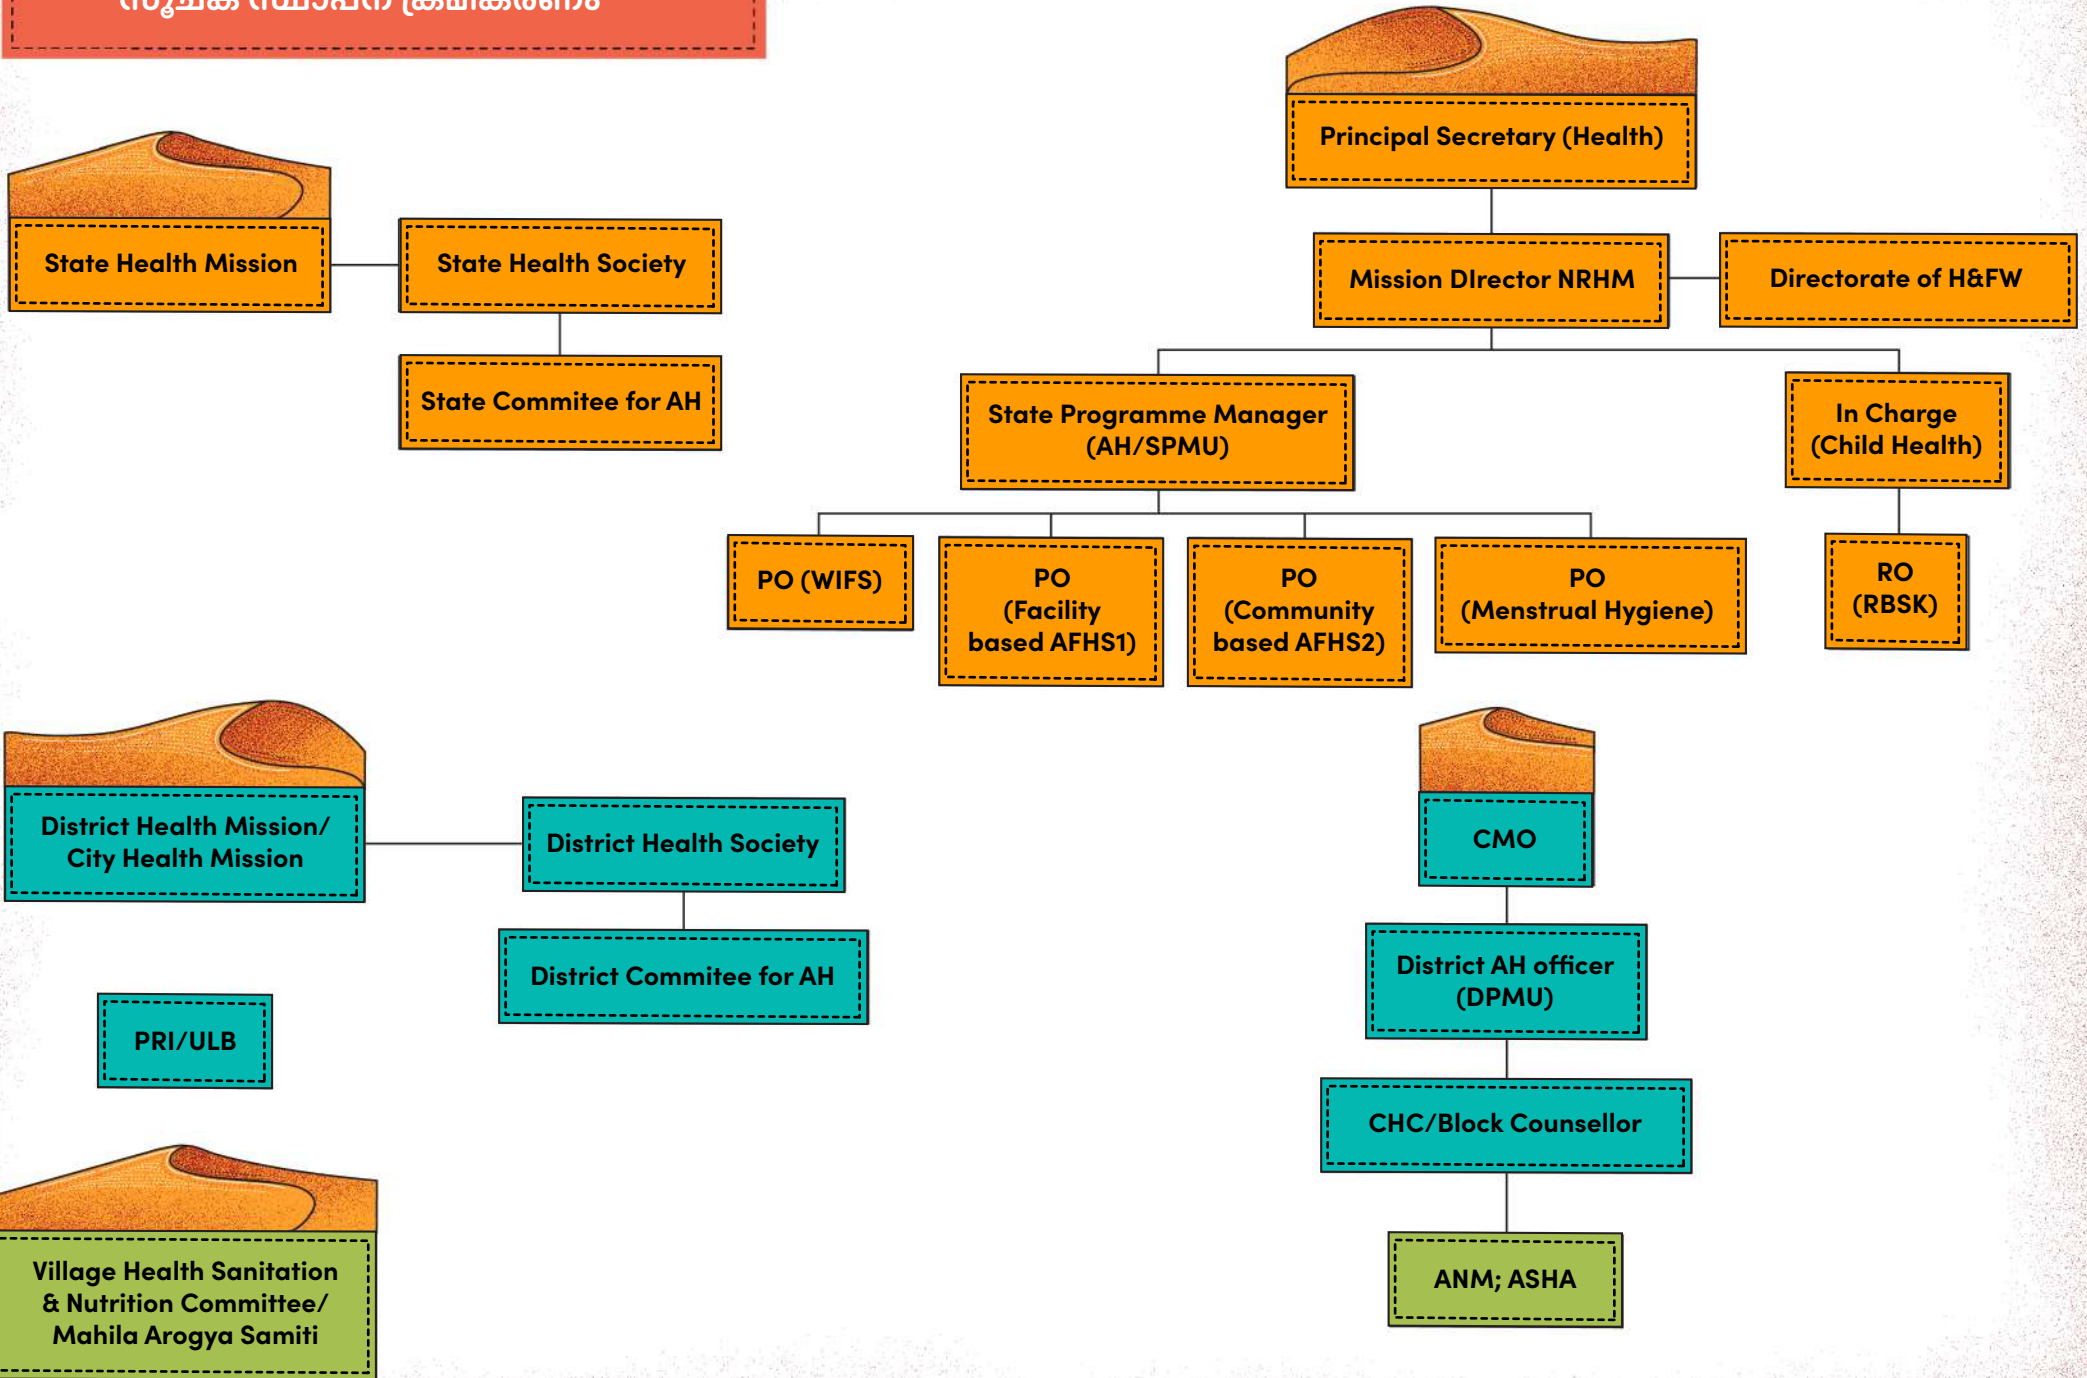 സൂചക സ്ഥാപന ക്രമീകരണം
Principal Secretary (Health)
State Health Mission
State Health Society
Mission DIrector NRHM
Directorate of H&FW
State Commitee for AH
State Programme Manager
(AH/SPMU)
In Charge
(Child Health)
PO (WIFS)
PO
(Facility
based AFHS1)
PO
(Community
based AFHS2)
PO
(Menstrual Hygiene)
RO
(RBSK)
District Health Mission/
City Health Mission
District Health Society
CMO
District Commitee for AH
District AH officer
(DPMU)
PRI/ULB
CHC/Block Counsellor
Village Health Sanitation
& Nutrition Committee/
Mahila Arogya Samiti
ANM; ASHA